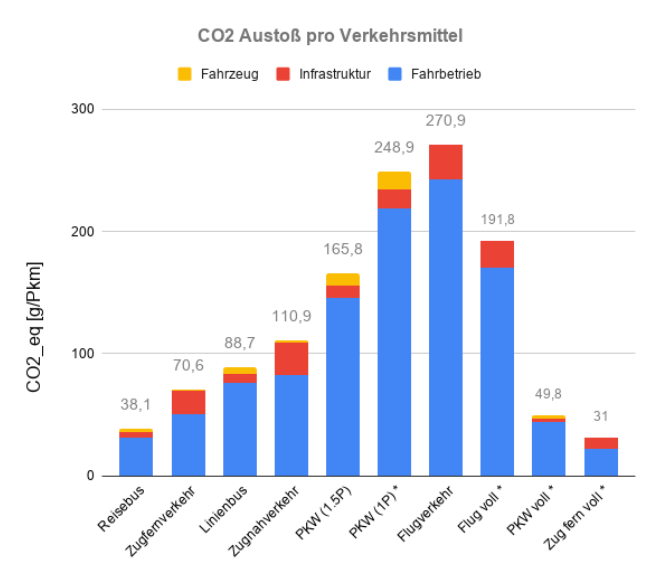 CO2 Austoß pro Verkehrsmittel
Fahrzeug Infrastruktur Fahrbetrieb
CO2_eq [g/Pkm]
300
200
100
0
38,1
70,6
88,7
110,9
165,8
248,9
270,9
191,8
49,8
31
Reisebus
Zugfernverkehr
Linienbus
Zugnahverkehr
PKW (1.5P)
PKW (1P) *
Flugverkehr
Flug voll *
PKW voll *
Zug fern voll *